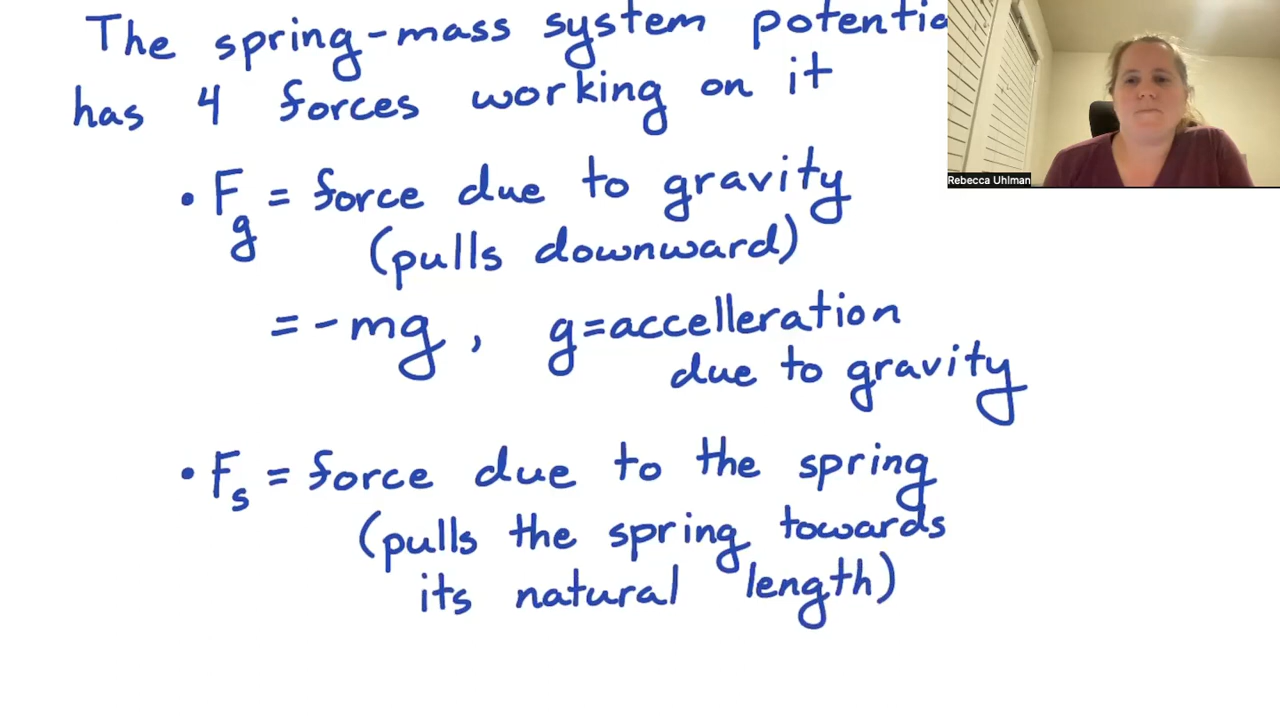 The spring-mass system potentia
has 4 forces working on it
Rebecca Uhlman
• Fg = force due to gravity
(pulls downward)
= -mg, g=accelleration
due to gravity
• Fs = force due to the spring
(pulls the spring towards
its natural length)